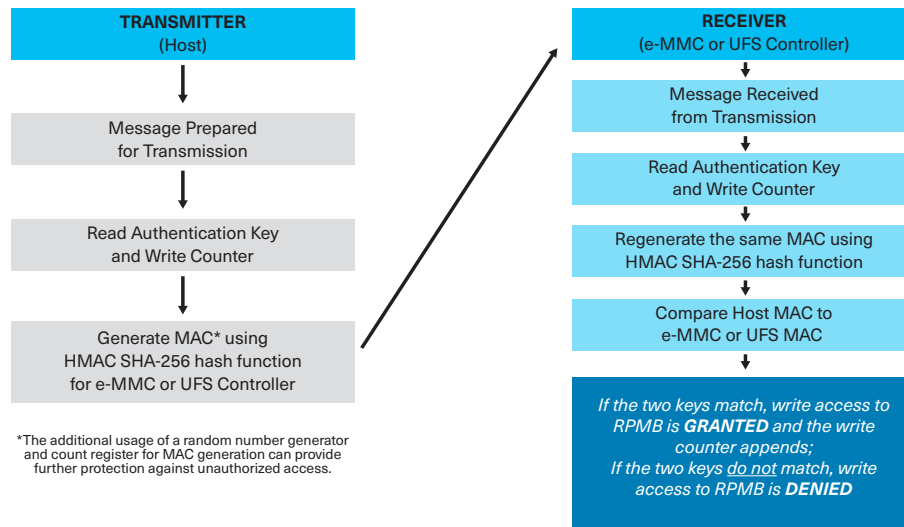 TRANSMITTER
(Host)
Message Prepared
for Transmission
Read Authentication Key
and Write Counter
Generate MAC* using
HMAC SHA-256 hash function
for e-MMC or UFS Controller
*The additional usage of a random number generator
and count register for MAC generation can provide
further protection against unauthorized access.
RECEIVER
(e-MMC or UFS Controller)
Message Received
from Transmission
Read Authentication Key
and Write Counter
Regenerate the same MAC using
HMAC SHA-256 hash function
Compare Host MAC to
e-MMC or UFS MAC
If the two keys match, write access to
RPMB is GRANTED and the write
counter appends;
If the two keys do not match, write
access to RPMB is DENIED